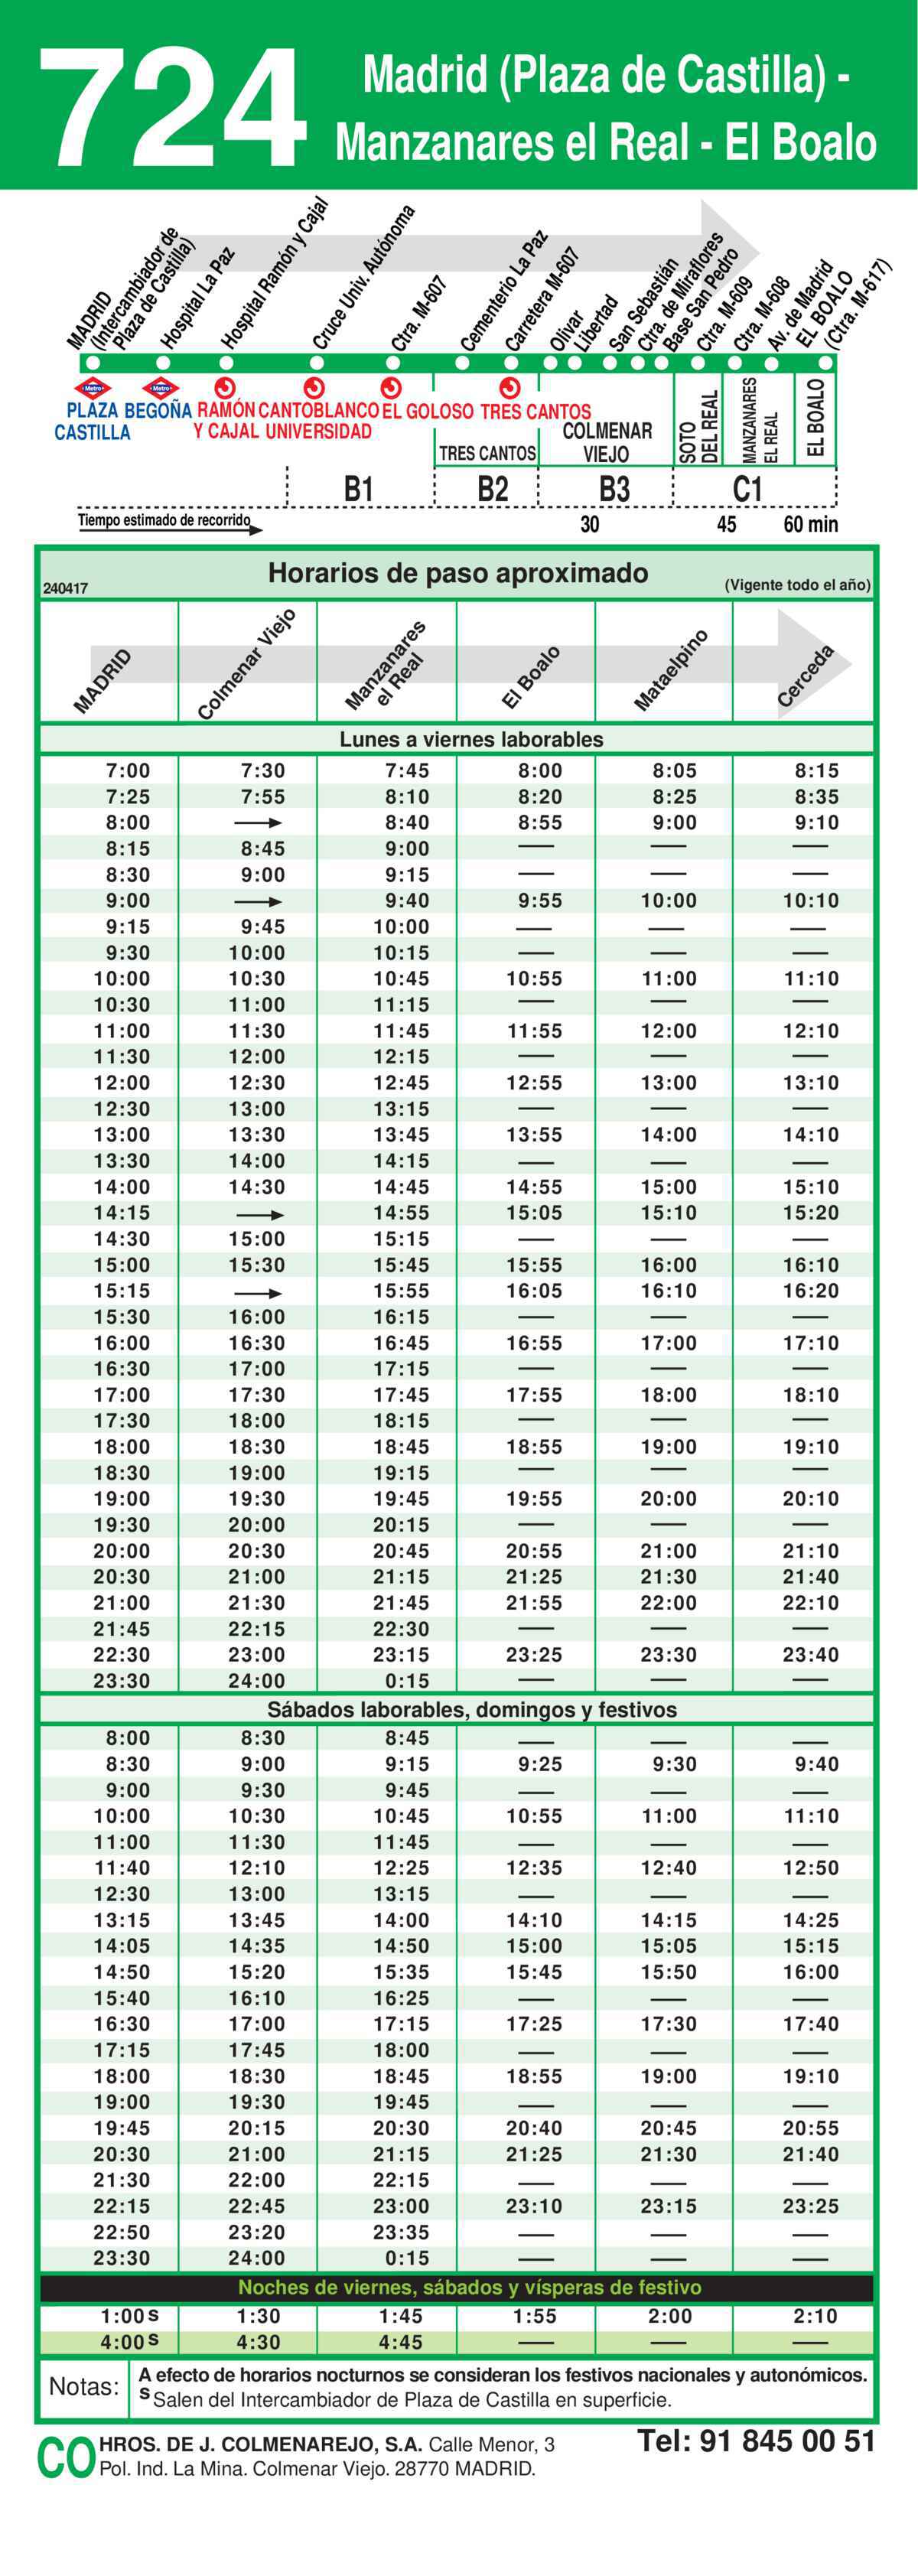 724
Madrid (Plaza de Castilla) -
Manzanares el Real - El Boalo
MADRID
(Intercambiador de
Plaza de Castilla)
Hospital La Paz
Hospital Ramón y Cajal
Cruce Univ. Autónoma
Ctra. M-607
Cementerio La Paz
Carretera M-607
Olivar
Libertad
San Sebastián
Ctra. de Miraflores
Base San Pedro
Ctra. M-609
Ctra. M-608
Av. de Madrid
EL BOALO
(Ctra. M-617)
Metro Metro
PLAZA BEGOÑA RAMÓN CANTOBLANCO EL GOLOSO TRES CANTOS
CASTILLA Y CAJAL UNIVERSIDAD
TRES CANTOS
COLMENAR
VIEJO
SOTO
DEL REAL
MANZANARES
EL REAL
EL BOALO
B1 B2 B3 C1
Tiempo estimado de recorrido 30 45 60 min
240417 Horarios de paso aproximado (Vigente todo el año)
MADRID
Colmenar Viejo
Manzanares
el Real
El Boalo
Mataelpino
Cerceda
Lunes a viernes laborables
7:00 7:30 7:45 8:00 8:05 8:15
7:25 7:55 8:10 8:20 8:25 8:35
8:00 → 8:40 8:55 9:00 9:10
8:15 8:45 9:00 — — —
8:30 9:00 9:15 — — —
9:00 → 9:40 9:55 10:00 10:10
9:15 9:45 10:00 — — —
9:30 10:00 10:15 — — —
10:00 10:30 10:45 10:55 11:00 11:10
10:30 11:00 11:15 — — —
11:00 11:30 11:45 11:55 12:00 12:10
11:30 12:00 12:15 — — —
12:00 12:30 12:45 12:55 13:00 13:10
12:30 13:00 13:15 — — —
13:00 13:30 13:45 13:55 14:00 14:10
13:30 14:00 14:15 — — —
14:00 14:30 14:45 14:55 15:00 15:10
14:15 → 14:55 15:05 15:10 15:20
14:30 15:00 15:15 — — —
15:00 15:30 15:45 15:55 16:00 16:10
15:15 → 15:55 16:05 16:10 16:20
15:30 16:00 16:15 — — —
16:00 16:30 16:45 16:55 17:00 17:10
16:30 17:00 17:15 — — —
17:00 17:30 17:45 17:55 18:00 18:10
17:30 18:00 18:15 — — —
18:00 18:30 18:45 18:55 19:00 19:10
18:30 19:00 19:15 — — —
19:00 19:30 19:45 19:55 20:00 20:10
19:30 20:00 20:15 — — —
20:00 20:30 20:45 20:55 21:00 21:10
20:30 21:00 21:15 21:25 21:30 21:40
21:00 21:30 21:45 21:55 22:00 22:10
21:45 22:15 22:30 — — —
22:30 23:00 23:15 23:25 23:30 23:40
23:30 24:00 0:15 — — —
Sábados laborables, domingos y festivos
8:00 8:30 8:45 — — —
8:30 9:00 9:15 9:25 9:30 9:40
9:00 9:30 9:45 — — —
10:00 10:30 10:45 10:55 11:00 11:10
11:00 11:30 11:45 — — —
11:40 12:10 12:25 12:35 12:40 12:50
12:30 13:00 13:15 — — —
13:15 13:45 14:00 14:10 14:15 14:25
14:05 14:35 14:50 15:00 15:05 15:15
14:50 15:20 15:35 15:45 15:50 16:00
15:40 16:10 16:25 — — —
16:30 17:00 17:15 17:25 17:30 17:40
17:15 17:45 18:00 — — —
18:00 18:30 18:45 18:55 19:00 19:10
19:00 19:30 19:45 — — —
19:45 20:15 20:30 20:40 20:45 20:55
20:30 21:00 21:15 21:25 21:30 21:40
21:30 22:00 22:15 — — —
22:15 22:45 23:00 23:10 23:15 23:25
22:50 23:20 23:35 — — —
23:30 24:00 0:15 — — —
Noches de viernes, sábados y vísperas de festivo
1:00 S 1:30 1:45 1:55 2:00 2:10
4:00 S 4:30 4:45 — — —
Notas: A efecto de horarios nocturnos se consideran los festivos nacionales y autonómicos.
S Salen del Intercambiador de Plaza de Castilla en superficie.
CO HROS. DE J. COLMENAREJO, S.A. Calle Menor, 3 Tel: 91 845 00 51
Pol. Ind. La Mina. Colmenar Viejo. 28770 MADRID.